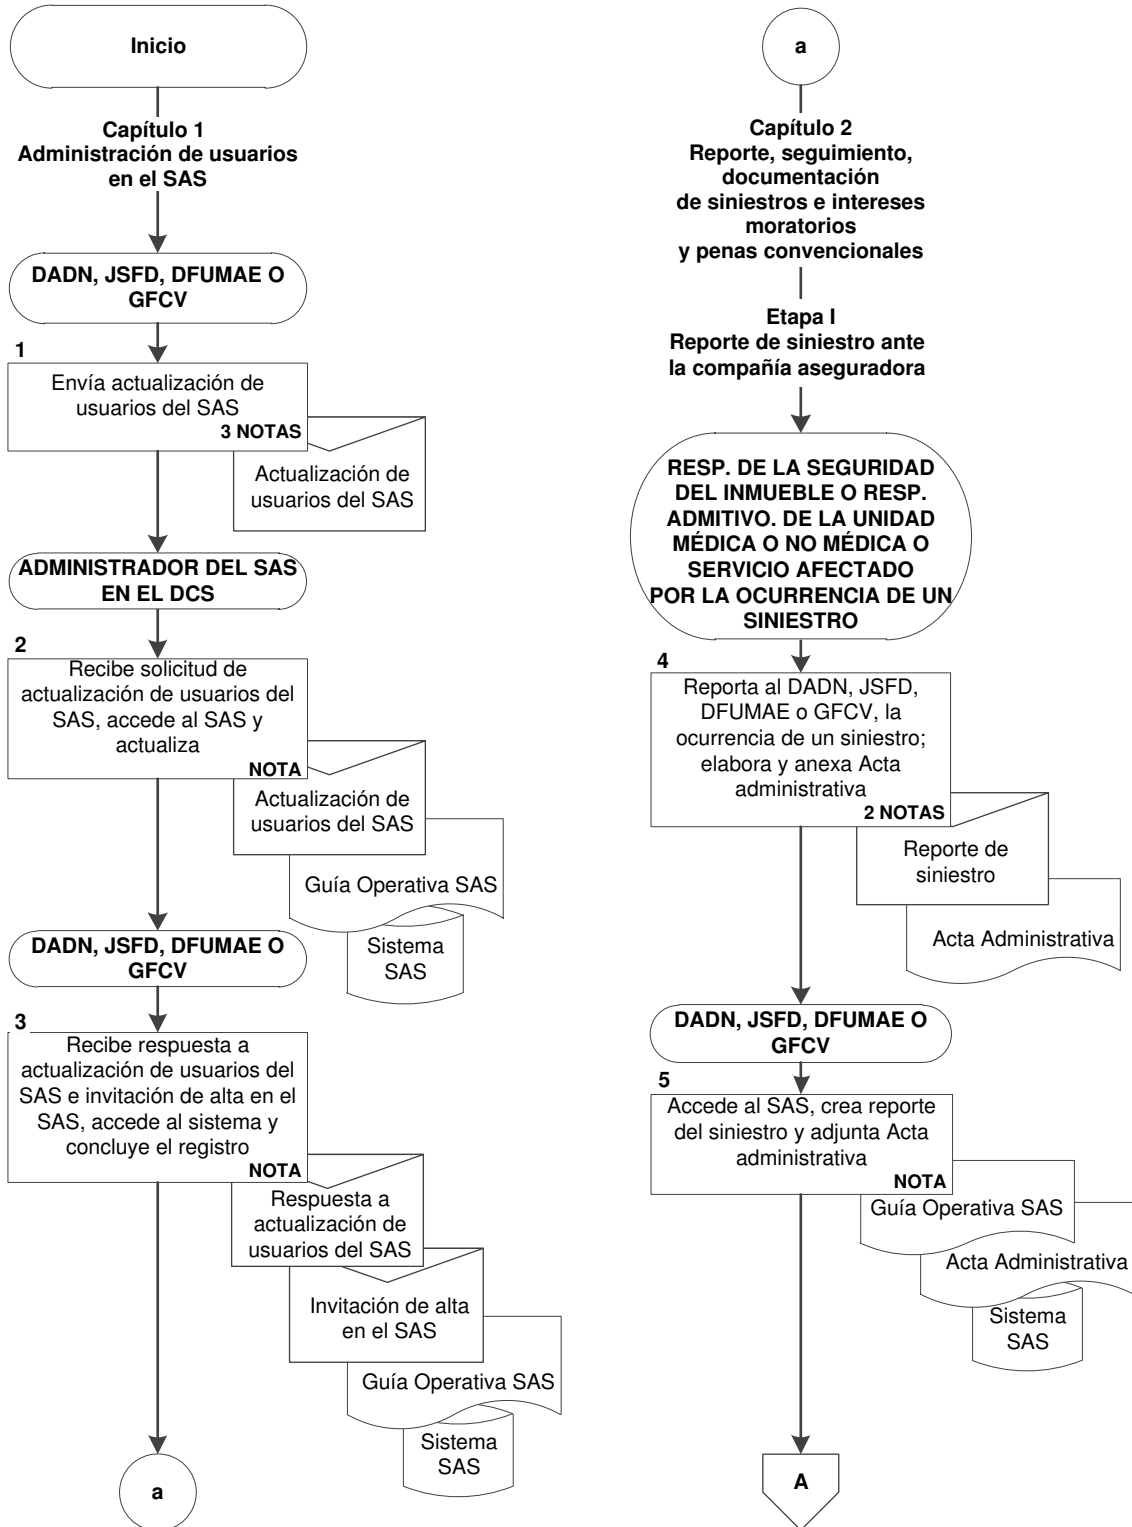 Inicio
Capítulo 1
Administración de usuarios
en el SAS
DADN, JSFD, DFUMAE O
GFCV
1
Envía actualización de
usuarios del SAS
3 NOTAS
Actualización de
usuarios del SAS
ADMINISTRADOR DEL SAS
EN EL DCS
2
Recibe solicitud de
actualización de usuarios del
SAS, accede al SAS y
actualiza
NOTA
Actualización de
usuarios del SAS
Guía Operativa SAS
Sistema
SAS
DADN, JSFD, DFUMAE O
GFCV
3
Recibe respuesta a
actualización de usuarios del
SAS e invitación de alta en el
SAS, accede al sistema y
concluye el registro
NOTA
Respuesta a
actualización de
usuarios del SAS
Invitación de alta
en el SAS
Guía Operativa SAS
Sistema
SAS
a
a
Capítulo 2
Reporte, seguimiento,
documentación
de siniestros e intereses
moratorios
y penas convencionales
Etapa I
Reporte de siniestro ante
la compañía aseguradora
RESP. DE LA SEGURIDAD
DEL INMUEBLE O RESP.
ADMITIVO. DE LA UNIDAD
MÉDICA O NO MÉDICA O
SERVICIO AFECTADO
POR LA OCURRENCIA DE UN
SINIESTRO
4
Reporta al DADN, JSFD,
DFUMAE o GFCV, la
ocurrencia de un siniestro;
elabora y anexa Acta
administrativa
2 NOTAS
Reporte de
siniestro
Acta Administrativa
DADN, JSFD, DFUMAE O
GFCV
5
Accede al SAS, crea reporte
del siniestro y adjunta Acta
administrativa
NOTA
Guía Operativa SAS
Acta Administrativa
Sistema
SAS
A